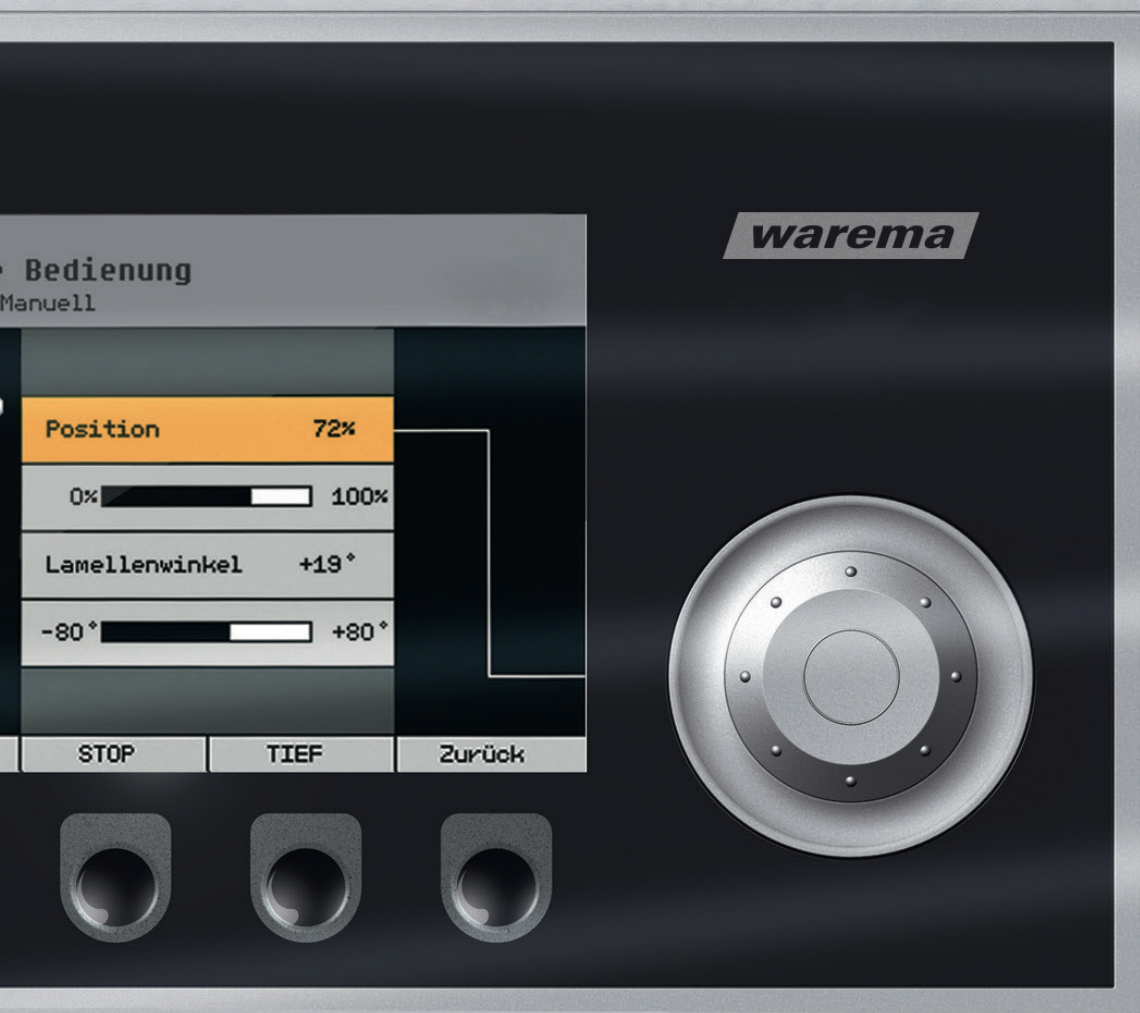 Bedienung
Manuell
warema
Position 72%
0% 100%
Lamellenwinkel +19°
-80° +80°
STOP TIEF Zurück